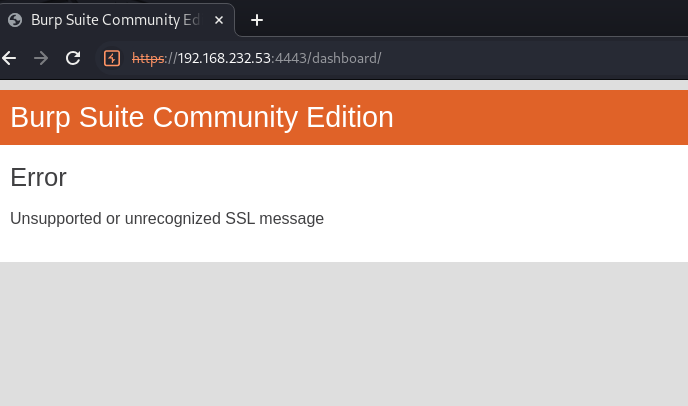 Burp Suite Community Ed
https://192.168.232.53:4443/dashboard/
Burp Suite Community Edition
Error
Unsupported or unrecognized SSL message